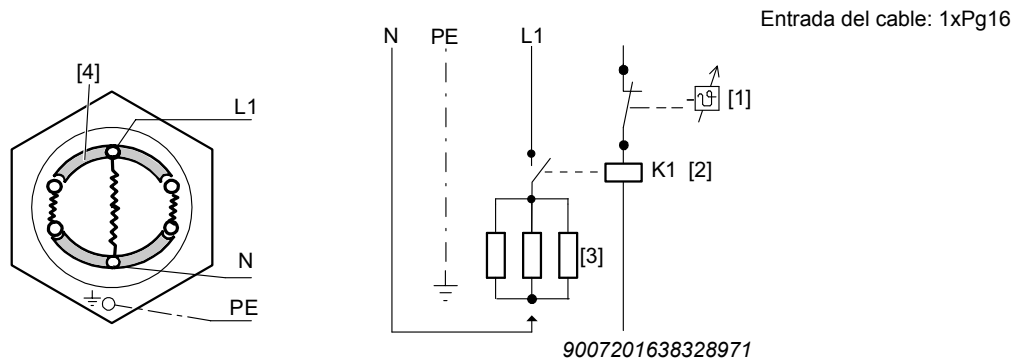 Entrada del cable: 1xPg16
N PE L1
[4]
L1
ϑ [1]
K1 [2]
[3]
N
PE
9007201638328971